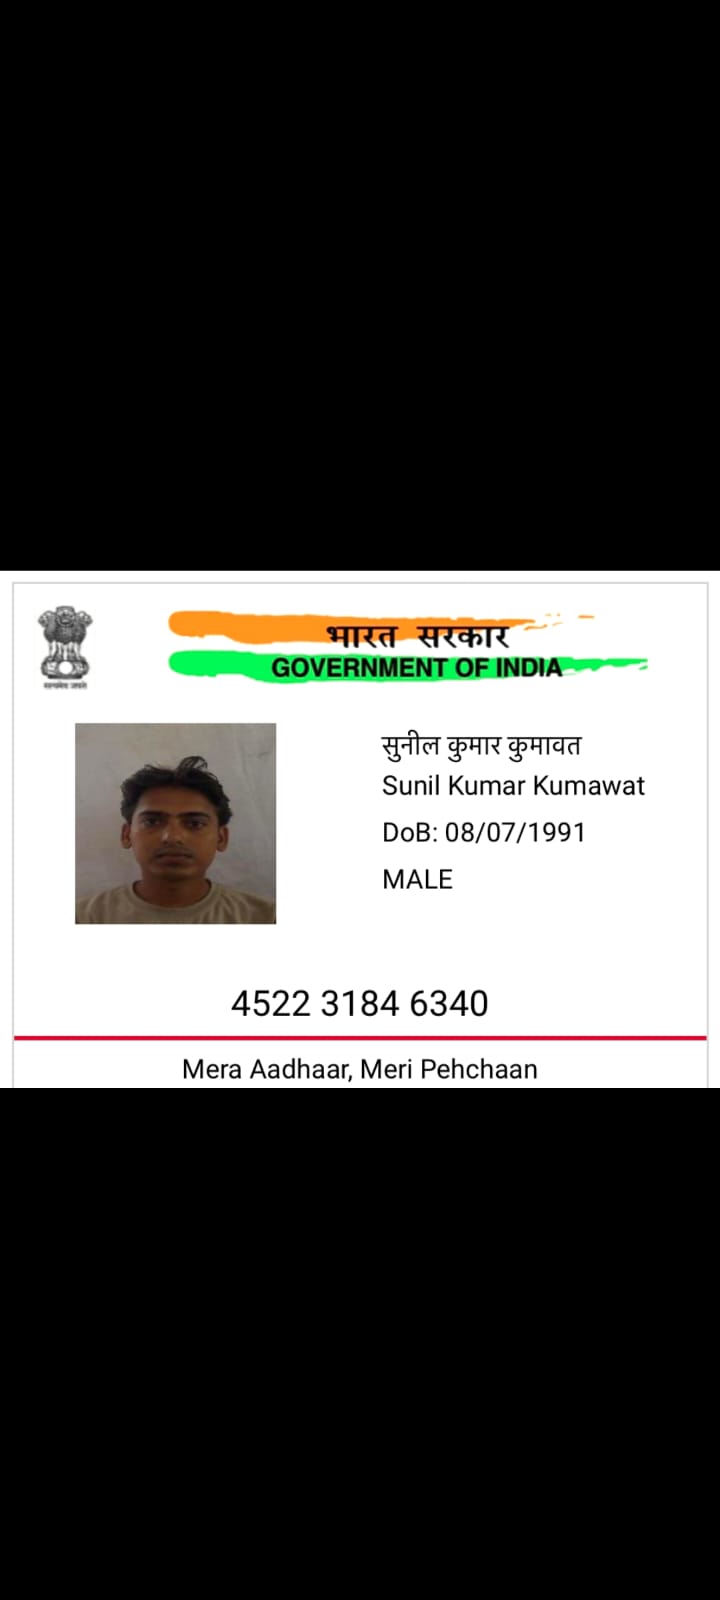 भारत सरकार
GOVERNMENT OF INDIA
सुनील कुमार कुमावत
Sunil Kumar Kumawat
DoB: 08/07/1991
MALE
4522 3184 6340
Mera Aadhaar, Meri Pehchaan